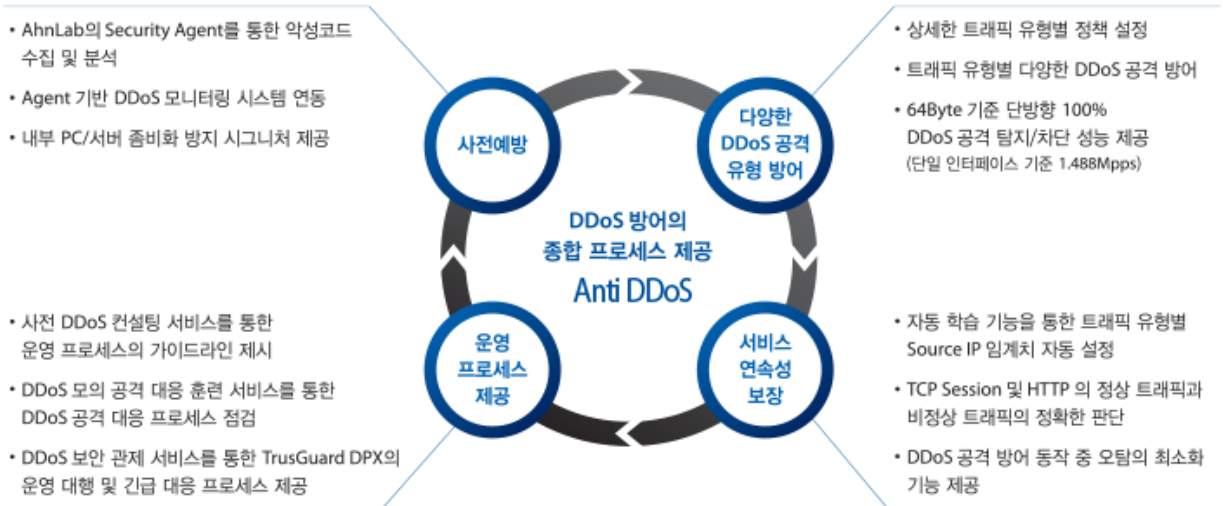 • AhnLab의 Security Agent를 통한 악성코드
수집 및 분석
• Agent 기반 DDoS 모니터링 시스템 연동
• 내부 PC/서버 좀비화 방지 시그니처 제공
사전예방
다양한
DDoS 공격
유형 방어
• 상세한 트래픽 유형별 정책 설정
• 트래픽 유형별 다양한 DDoS 공격 방어
• 64Byte 기준 단방향 100%
DDoS 공격 탐지/차단 성능 제공
(단일 인터페이스 기준 1.488Mpps)
DDoS 방어의
종합 프로세스 제공
Anti DDoS
• 사전 DDoS 컨설팅 서비스를 통한
운영 프로세스의 가이드라인 제시
• DDoS 모의 공격 대응 훈련 서비스를 통한
DDoS 공격 대응 프로세스 점검
• DDoS 보안 관제 서비스를 통한 TrusGuard DPX의
운영 대행 및 긴급 대응 프로세스 제공
운영
프로세스
제공
서비스
연속성
보장
• 자동 학습 기능을 통한 트래픽 유형별
Source IP 임계치 자동 설정
• TCP Session 및 HTTP 의 정상 트래픽과
비정상 트래픽의 정확한 판단
• DDoS 공격 방어 동작 중 오탐의 최소화
기능 제공